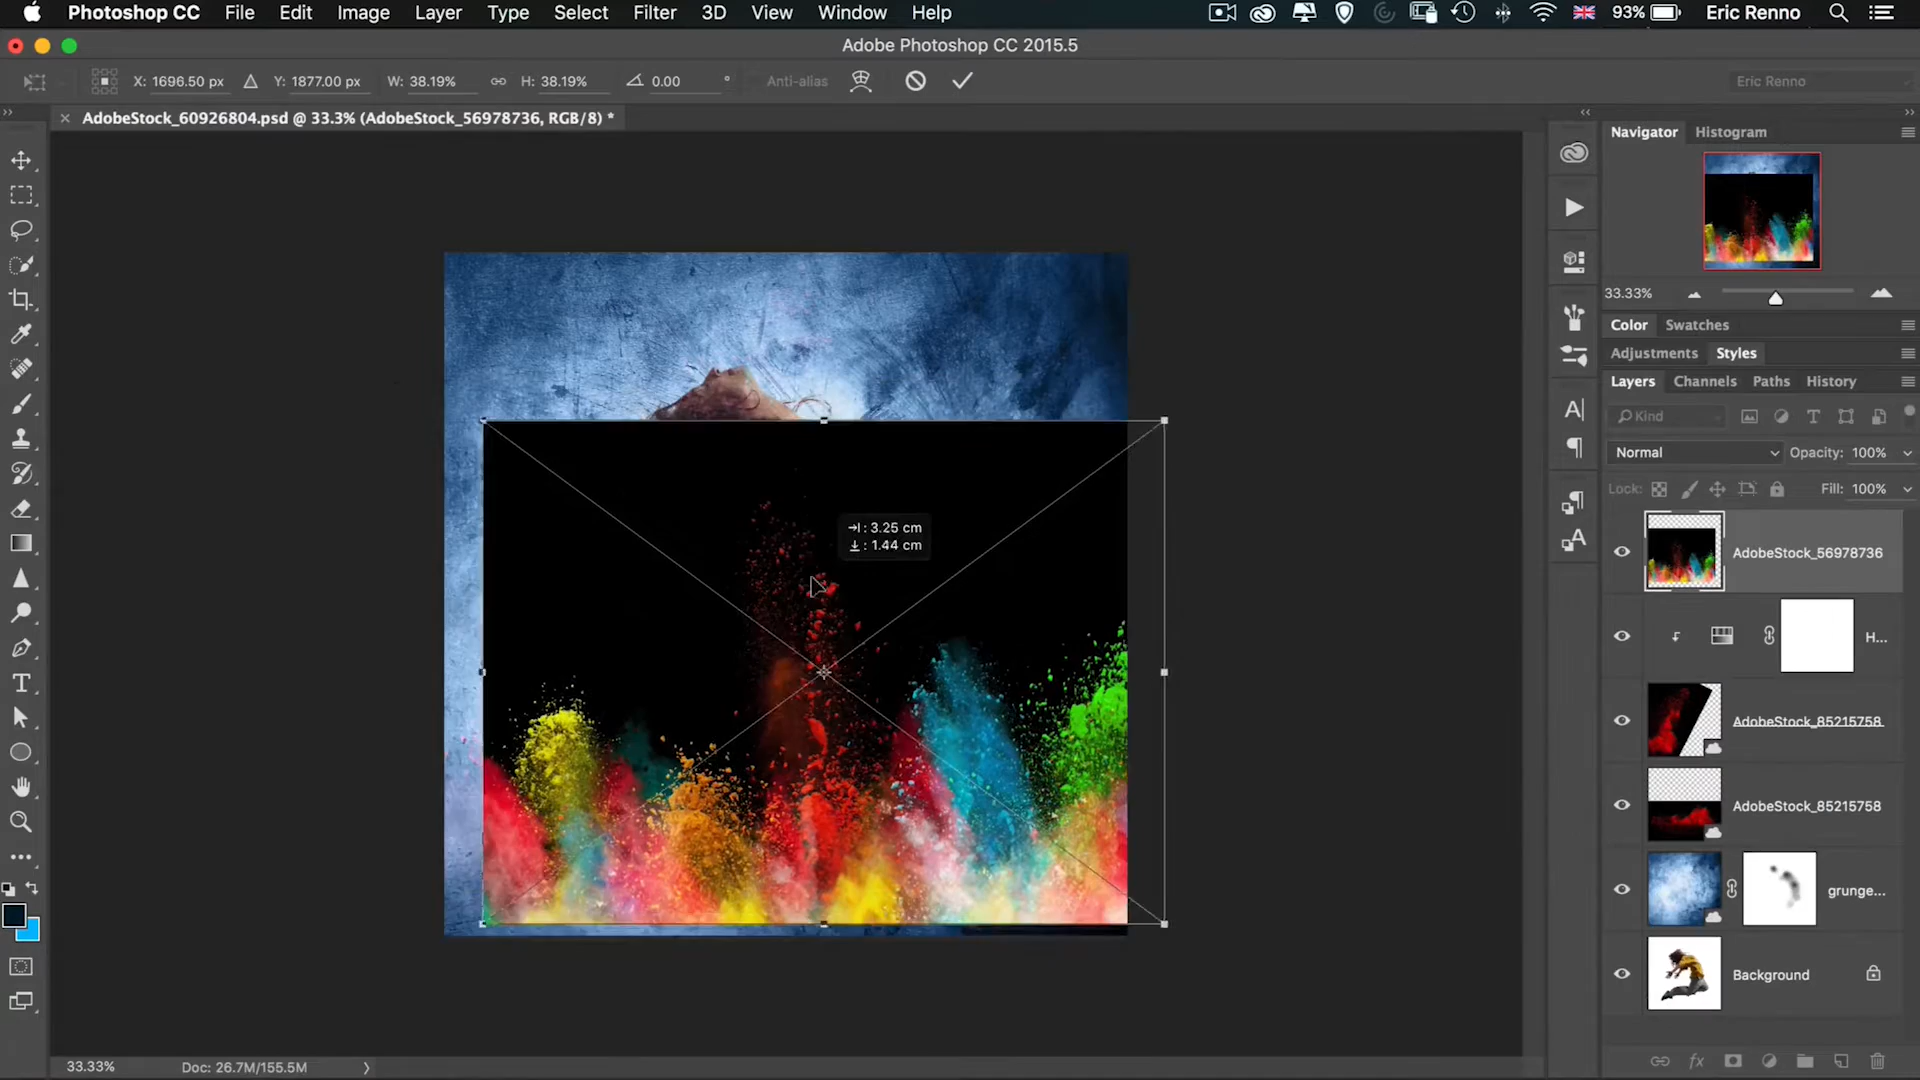 Photoshop CC File Edit Image Layer Type Select Filter 3D View Window Help 93% Eric Renno
Adobe Photoshop CC 2015.5
X: 1696.50 px Y: 1877.00 px W: 38.19% H: 38.19% 0.00 ° Anti-alias Eric Renno
AdobeStock_60926804.psd @ 33.3% (AdobeStock_56978736, RGB/8) *
Navigator Histogram
33.33%
Color Swatches
Adjustments Styles
Layers Channels Paths History
Kind
Normal Opacity: 100%
Lock: Fill: 100%
: 3.25 cm
: 1.44 cm
AdobeStock_56978736
H...
AdobeStock_85215758
AdobeStock_85215758
grunge...
Background
33.33% Doc: 26.7M/155.5M